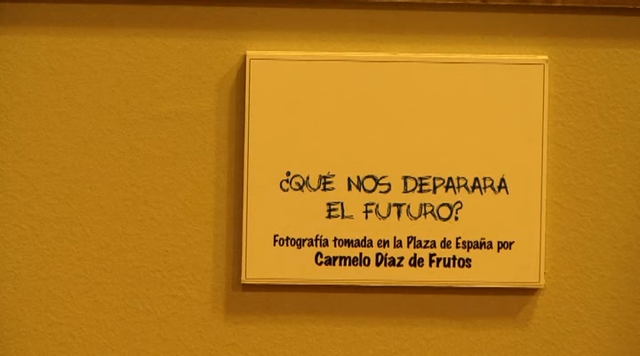 ¿QUÉ NOS DEPARARÁ
EL FUTURO?
Fotografía tomada en la Plaza de España por
Carmelo Díaz de Frutos